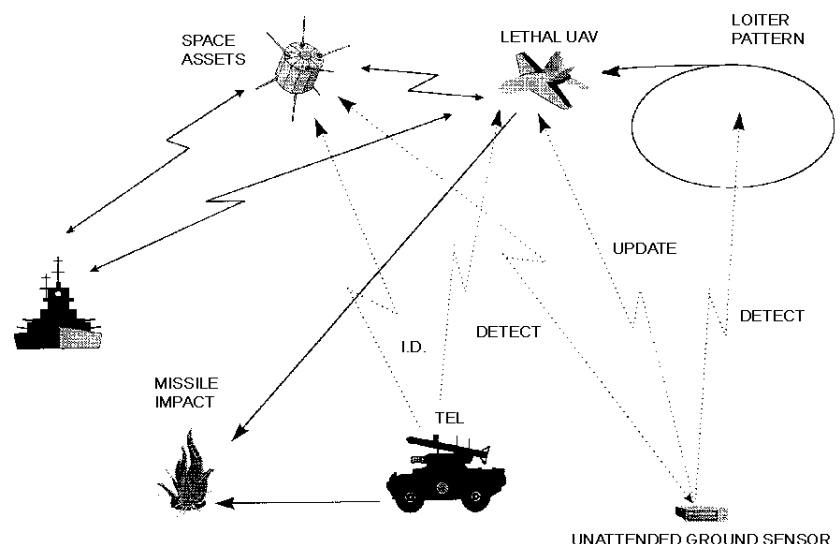 SPACE
ASSETS
LETHAL UAV
LOITER
PATTERN
UPDATE
I.D.
DETECT
DETECT
MISSILE
IMPACT
TEL
UNATTENDED GROUND SENSOR